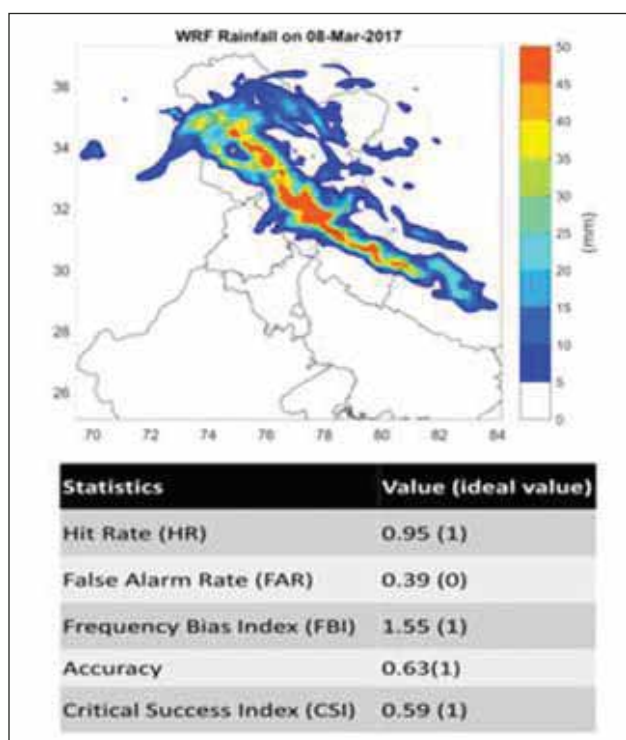 WRF Rainfall on 08-Mar-2017
36
34
32
30
28
26
70 72 74 76 78 80 82 84
50
45
40
35
30
25
20
15
10
5
0
(mm)
Statistics Value (ideal value)
Hit Rate (HR) 0.95 (1)
False Alarm Rate (FAR) 0.39 (0)
Frequency Bias Index (FBI) 1.55 (1)
Accuracy 0.63(1)
Critical Success Index (CSI) 0.59 (1)